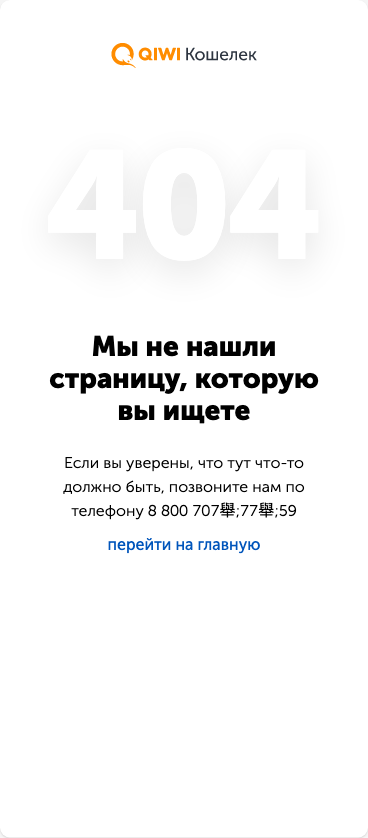 QIWI Кошелек
404
Мы не нашли
страницу, которую
вы ищете
Если вы уверены, что тут что-то
должно быть, позвоните нам по
телефону 8 800 707舉;77舉;59
перейти на главную